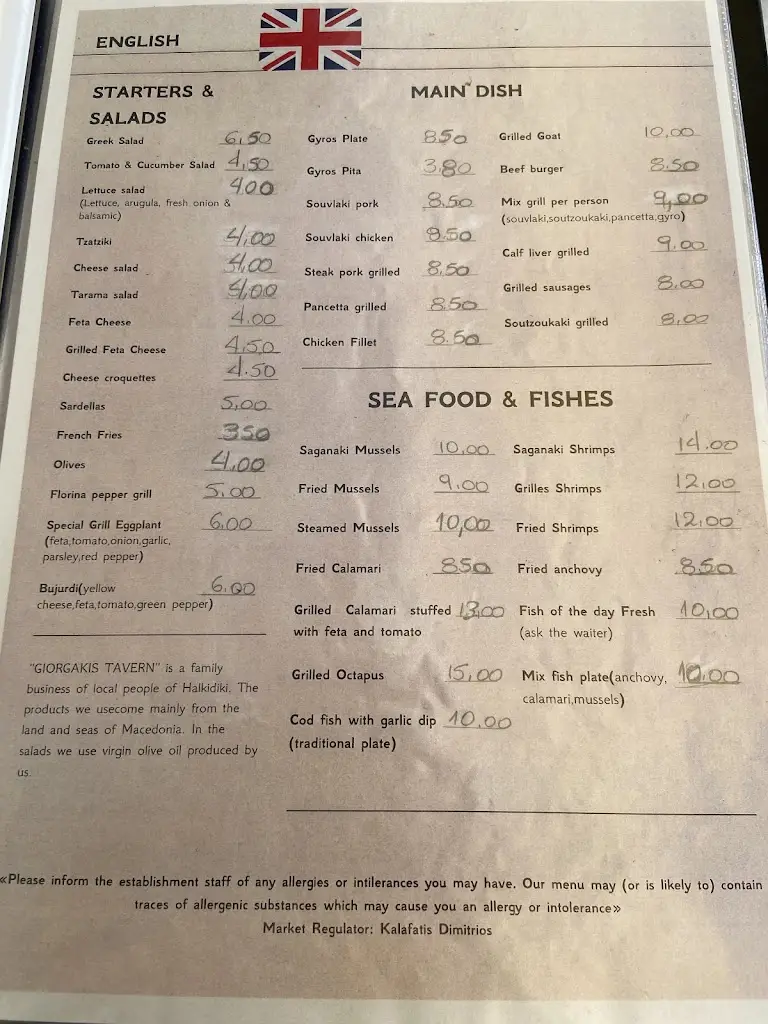 ENGLISH
STARTERS &
SALADS
Greek Salad 6,50
Tomato & Cucumber Salad 4,50
Lettuce salad 4.00
(Lettuce, arugula, fresh onion &
balsamic)
Tzatziki 4,00
Cheese salad 4,00
Tarama salad 4,00
Feta Cheese 4.00
Grilled Feta Cheese 4.50
Cheese croquettes 4.50
Sardellas 5,00
French Fries 3.50
Olives 4.00
Florina pepper grill 5.00
Special Grill Eggplant 6.00
(feta,tomato,onion,garlic,
parsley,red pepper)
Bujurdi(yellow 6.00
cheese,feta,tomato,green pepper)
"GIORGAKIS TAVERN" is a family
business of local people of Halkidiki. The
products we usecome mainly from the
land and seas of Macedonia. In the
salads we use virgin olive oil produced by
us.
MAIN DISH
Gyros Plate 8.50
Gyros Pita 3.80
Souvlaki pork 8.50
Souvlaki chicken
Steak pork grilled 8,50
Pancetta grilled 8.50
Chicken Fillet 8.50
Grilled Goat 10,00
Beef burger 8.50
Mix grill per person 9,00
(souvlaki,soutzoukaki,pancetta,gyro)
Calf liver grilled 9.00
Grilled sausages 8.00
Soutzoukaki grilled 8,00
SEA FOOD & FISHES
Saganaki Mussels 10,00
Fried Mussels 9.00
Steamed Mussels 10,00
Fried Calamari 8.50
Grilled Calamari stuffed 13,00
with feta and tomato
Grilled Octapus 15,00
Cod fish with garlic dip 10.00
(traditional plate)
Saganaki Shrimps 14.00
Grilles Shrimps 12,00
Fried Shrimps 12,00
Fried anchovy 8.50
Fish of the day Fresh 10,00
(ask the waiter)
Mix fish plate(anchovy, 10.00
calamari,mussels)
«Please inform the establishment staff of any allergies or intilerances you may have. Our menu may (or is likely to) contain
traces of allergenic substances which may cause you an allergy or intolerance»
Market Regulator: Kalafatis Dimitrios